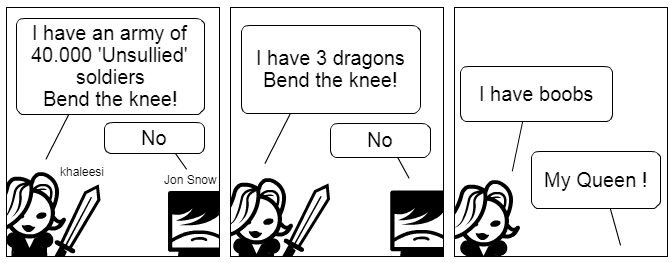 I have an army of
40.000 'Unsullied'
soldiers
Bend the knee!
No
khaleesi
Jon Snow
I have 3 dragons
Bend the knee!
No
I have boobs
My Queen !